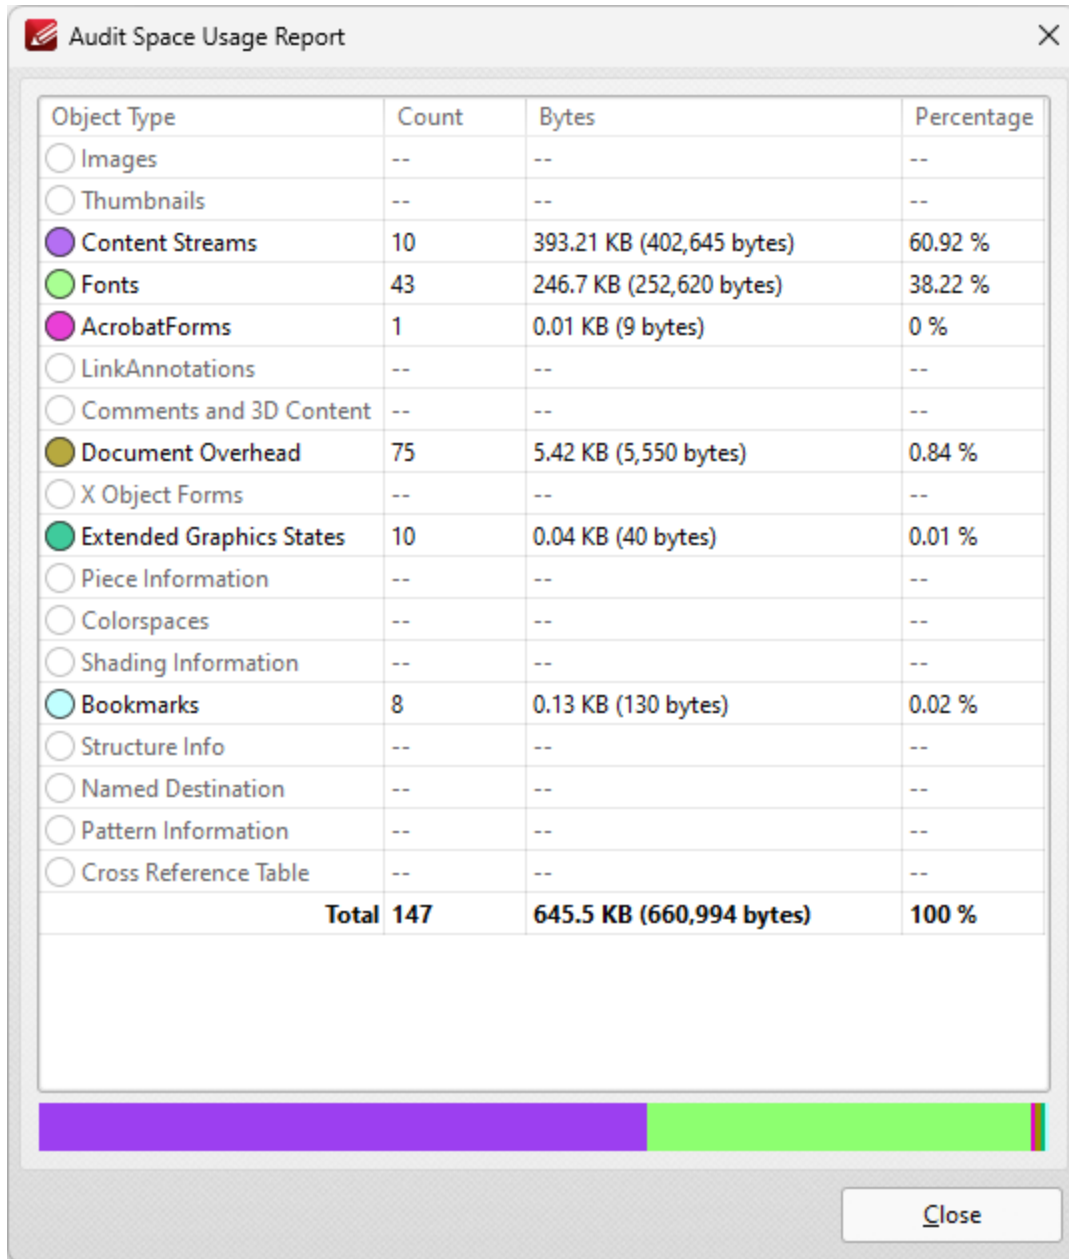 Audit Space Usage Report
Object Type Count Bytes Percentage
Images -- -- --
Thumbnails -- -- --
Content Streams 10 393.21 KB (402,645 bytes) 60.92 %
Fonts 43 246.7 KB (252,620 bytes) 38.22 %
AcrobatForms 1 0.01 KB (9 bytes) 0 %
LinkAnnotations -- -- --
Comments and 3D Content -- -- --
Document Overhead 75 5.42 KB (5,550 bytes) 0.84 %
X Object Forms -- -- --
Extended Graphics States 10 0.04 KB (40 bytes) 0.01 %
Piece Information -- -- --
Colorspaces -- -- --
Shading Information -- -- --
Bookmarks 8 0.13 KB (130 bytes) 0.02 %
Structure Info -- -- --
Named Destination -- -- --
Pattern Information -- -- --
Cross Reference Table -- -- --
Total 147 645.5 KB (660,994 bytes) 100 %
Close